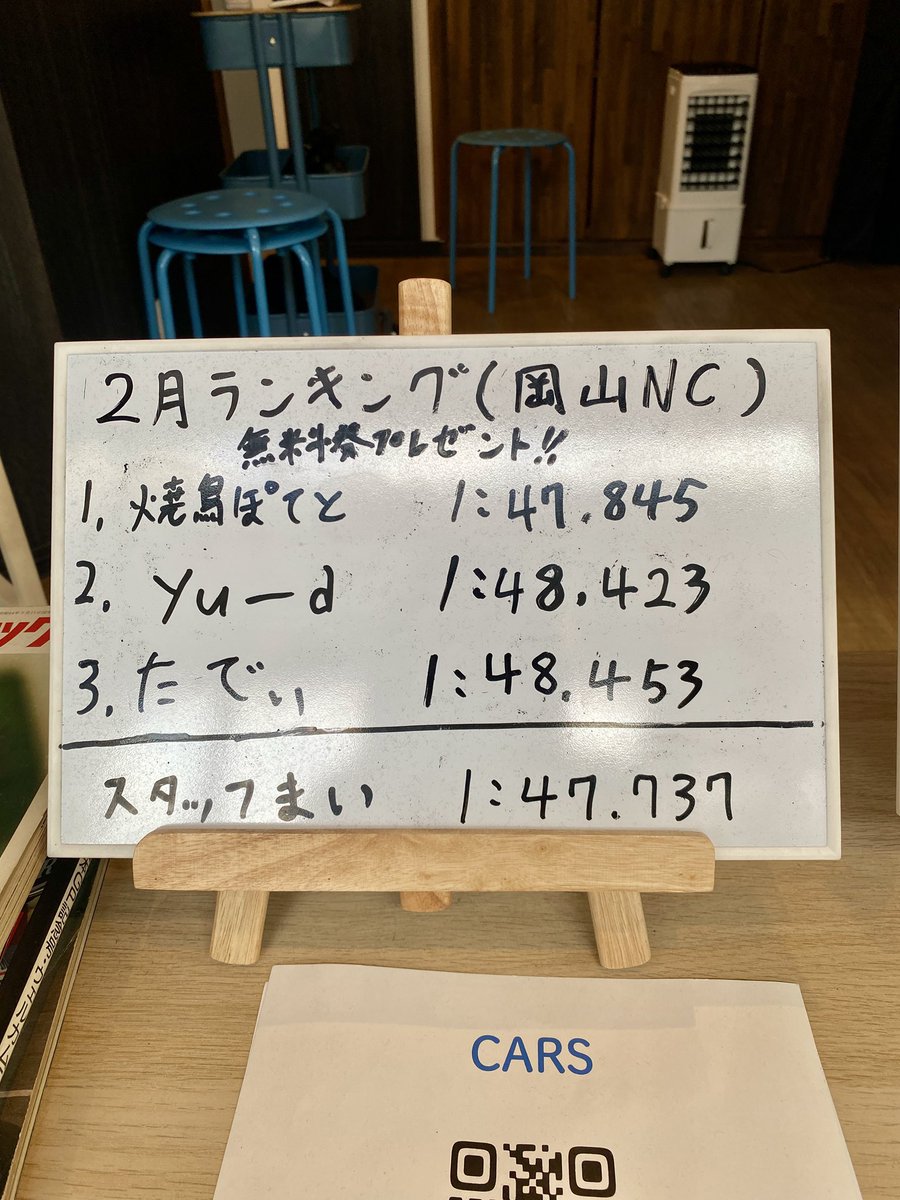 2月ランキング(岡山NC)
無料券プレゼント!!
1. 焼鳥ぽてと 1:47.845
2. Yu-d 1:48.423
3. たでぃ 1:48.453
スタッフまい 1:47.737
CARS